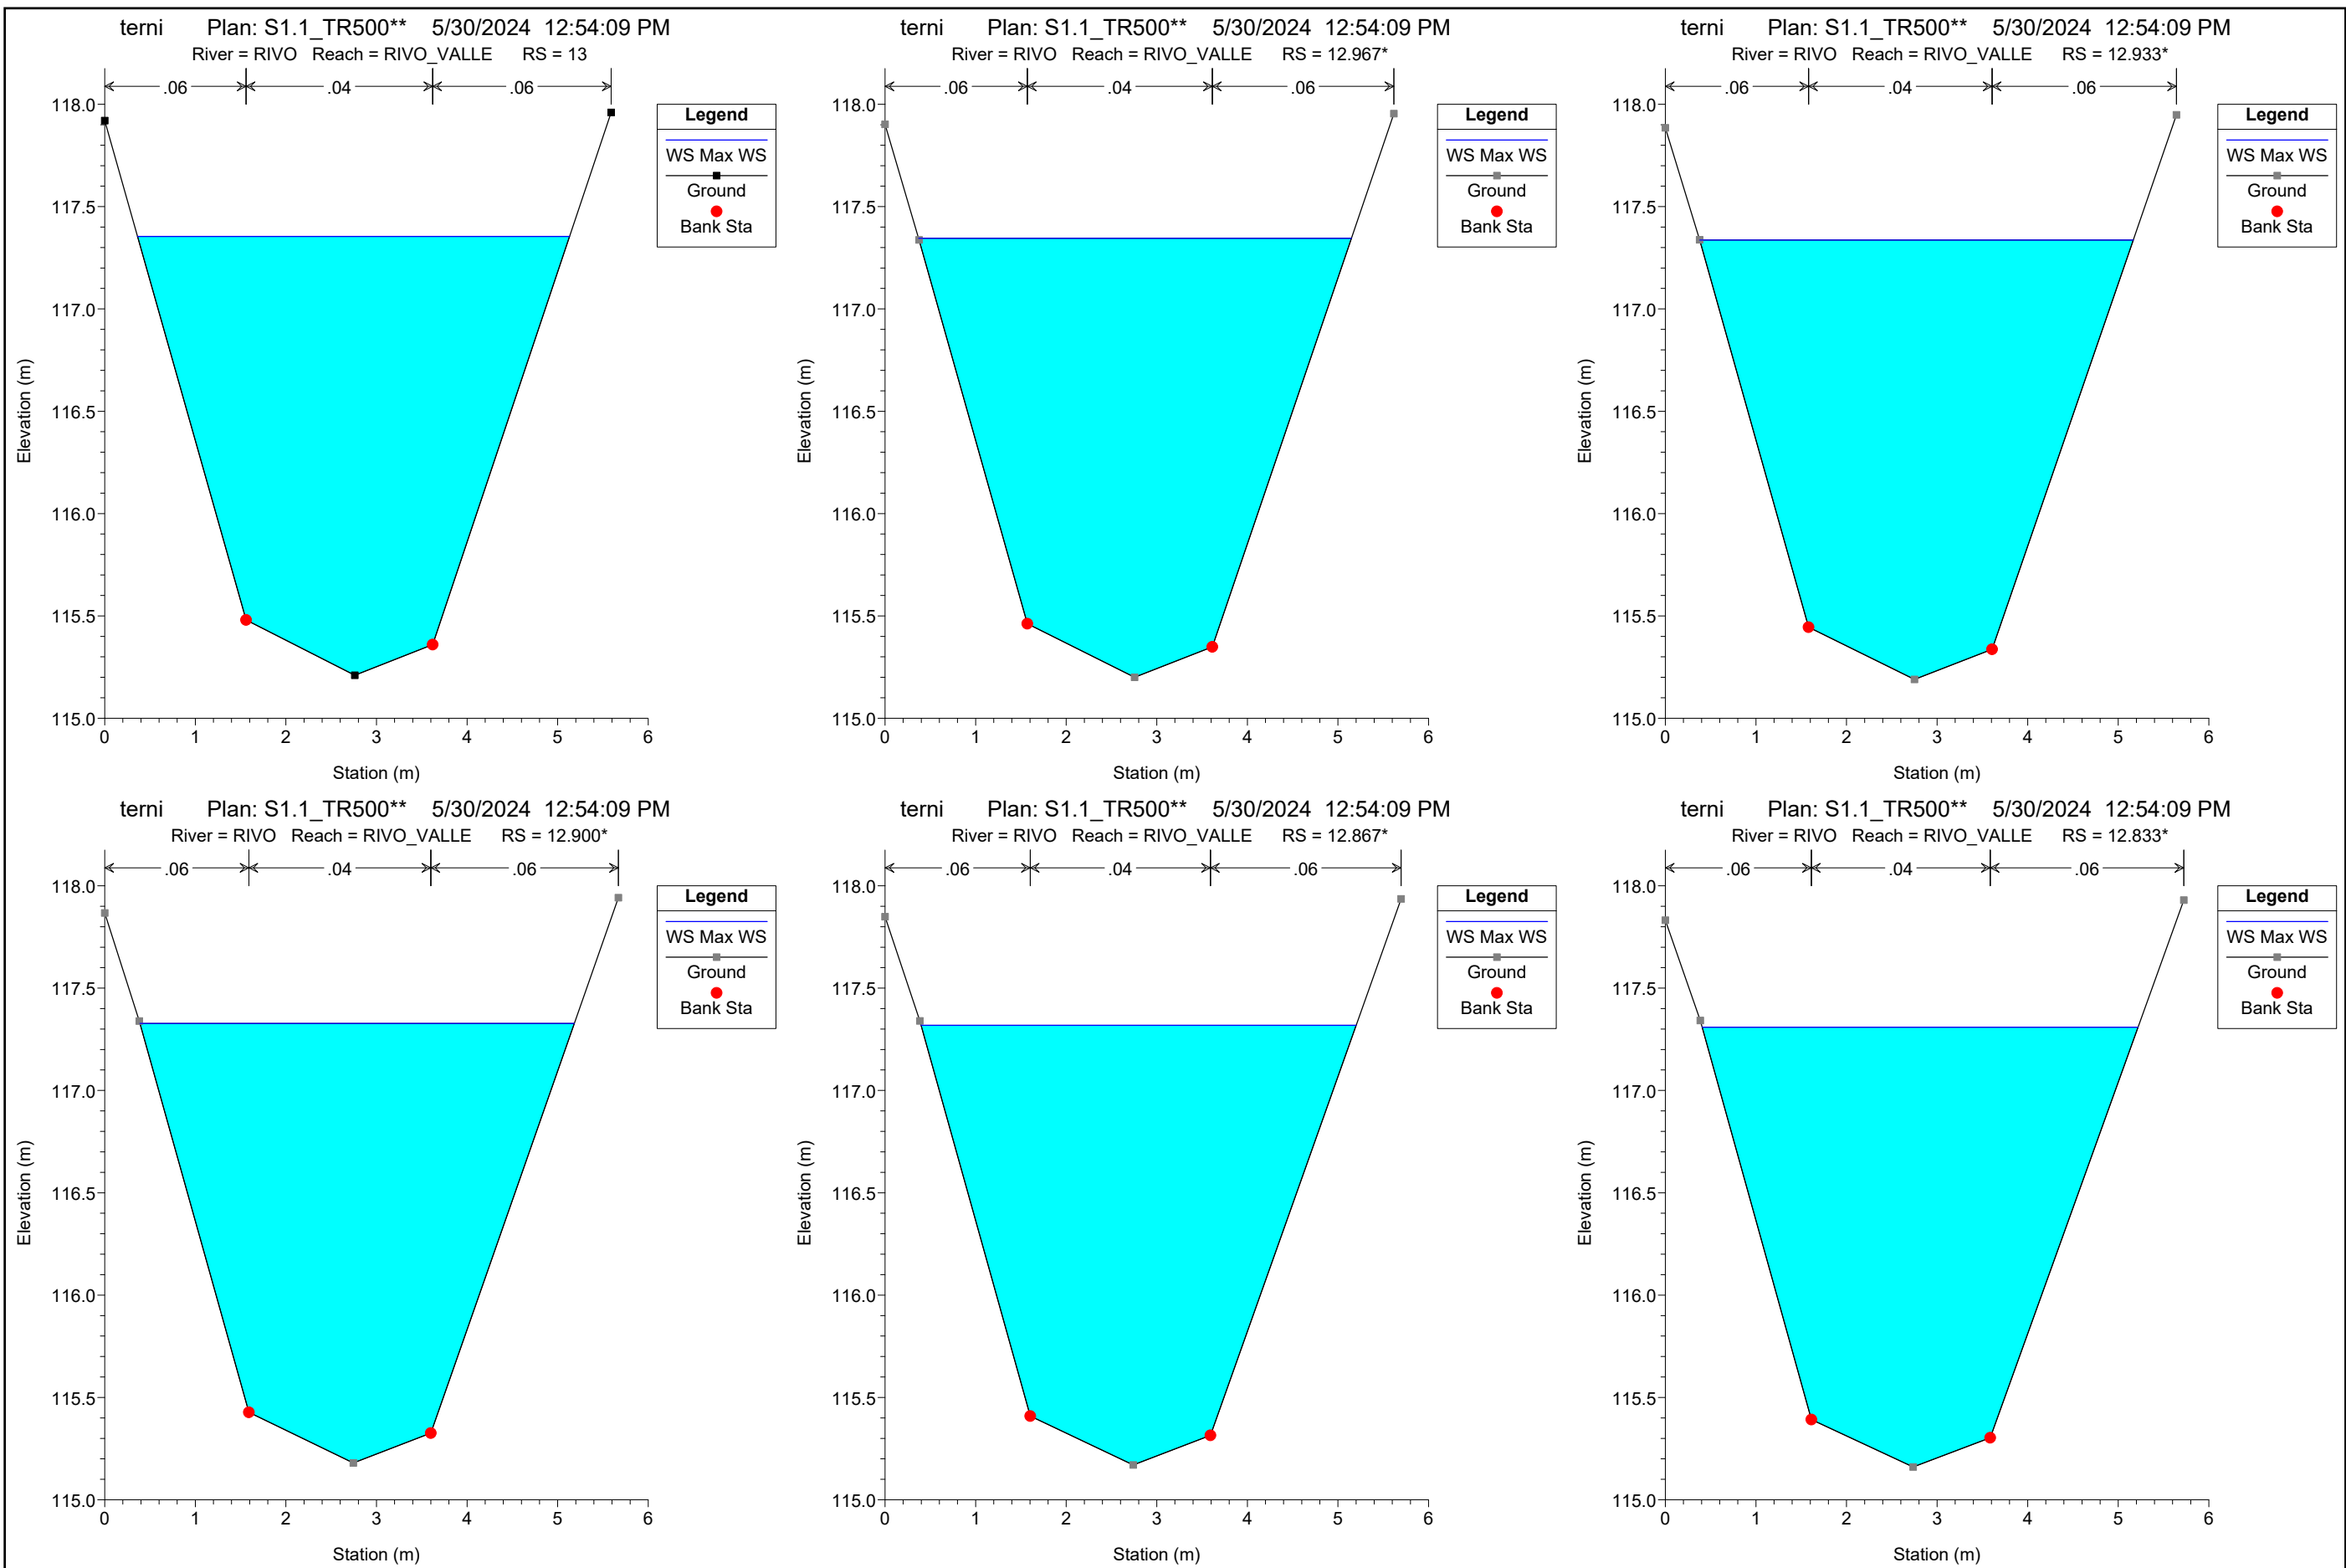 terni Plan: S1.1_TR500** 5/30/2024 12:54:09 PM
River = RIVO Reach = RIVO_VALLE RS = 13
.06 .04 .06
Legend
WS Max WS
Ground
Bank Sta
118.0
117.5
117.0
116.5
116.0
115.5
115.0
Elevation (m)
0 1 2 3 4 5 6
Station (m)
terni Plan: S1.1_TR500** 5/30/2024 12:54:09 PM
River = RIVO Reach = RIVO_VALLE RS = 12.967*
.06 .04 .06
Legend
WS Max WS
Ground
Bank Sta
118.0
117.5
117.0
116.5
116.0
115.5
115.0
Elevation (m)
0 1 2 3 4 5 6
Station (m)
terni Plan: S1.1_TR500** 5/30/2024 12:54:09 PM
River = RIVO Reach = RIVO_VALLE RS = 12.933*
.06 .04 .06
Legend
WS Max WS
Ground
Bank Sta
118.0
117.5
117.0
116.5
116.0
115.5
115.0
Elevation (m)
0 1 2 3 4 5 6
Station (m)
terni Plan: S1.1_TR500** 5/30/2024 12:54:09 PM
River = RIVO Reach = RIVO_VALLE RS = 12.900*
.06 .04 .06
Legend
WS Max WS
Ground
Bank Sta
118.0
117.5
117.0
116.5
116.0
115.5
115.0
Elevation (m)
0 1 2 3 4 5 6
Station (m)
terni Plan: S1.1_TR500** 5/30/2024 12:54:09 PM
River = RIVO Reach = RIVO_VALLE RS = 12.867*
.06 .04 .06
Legend
WS Max WS
Ground
Bank Sta
118.0
117.5
117.0
116.5
116.0
115.5
115.0
Elevation (m)
0 1 2 3 4 5 6
Station (m)
terni Plan: S1.1_TR500** 5/30/2024 12:54:09 PM
River = RIVO Reach = RIVO_VALLE RS = 12.833*
.06 .04 .06
Legend
WS Max WS
Ground
Bank Sta
118.0
117.5
117.0
116.5
116.0
115.5
115.0
Elevation (m)
0 1 2 3 4 5 6
Station (m)